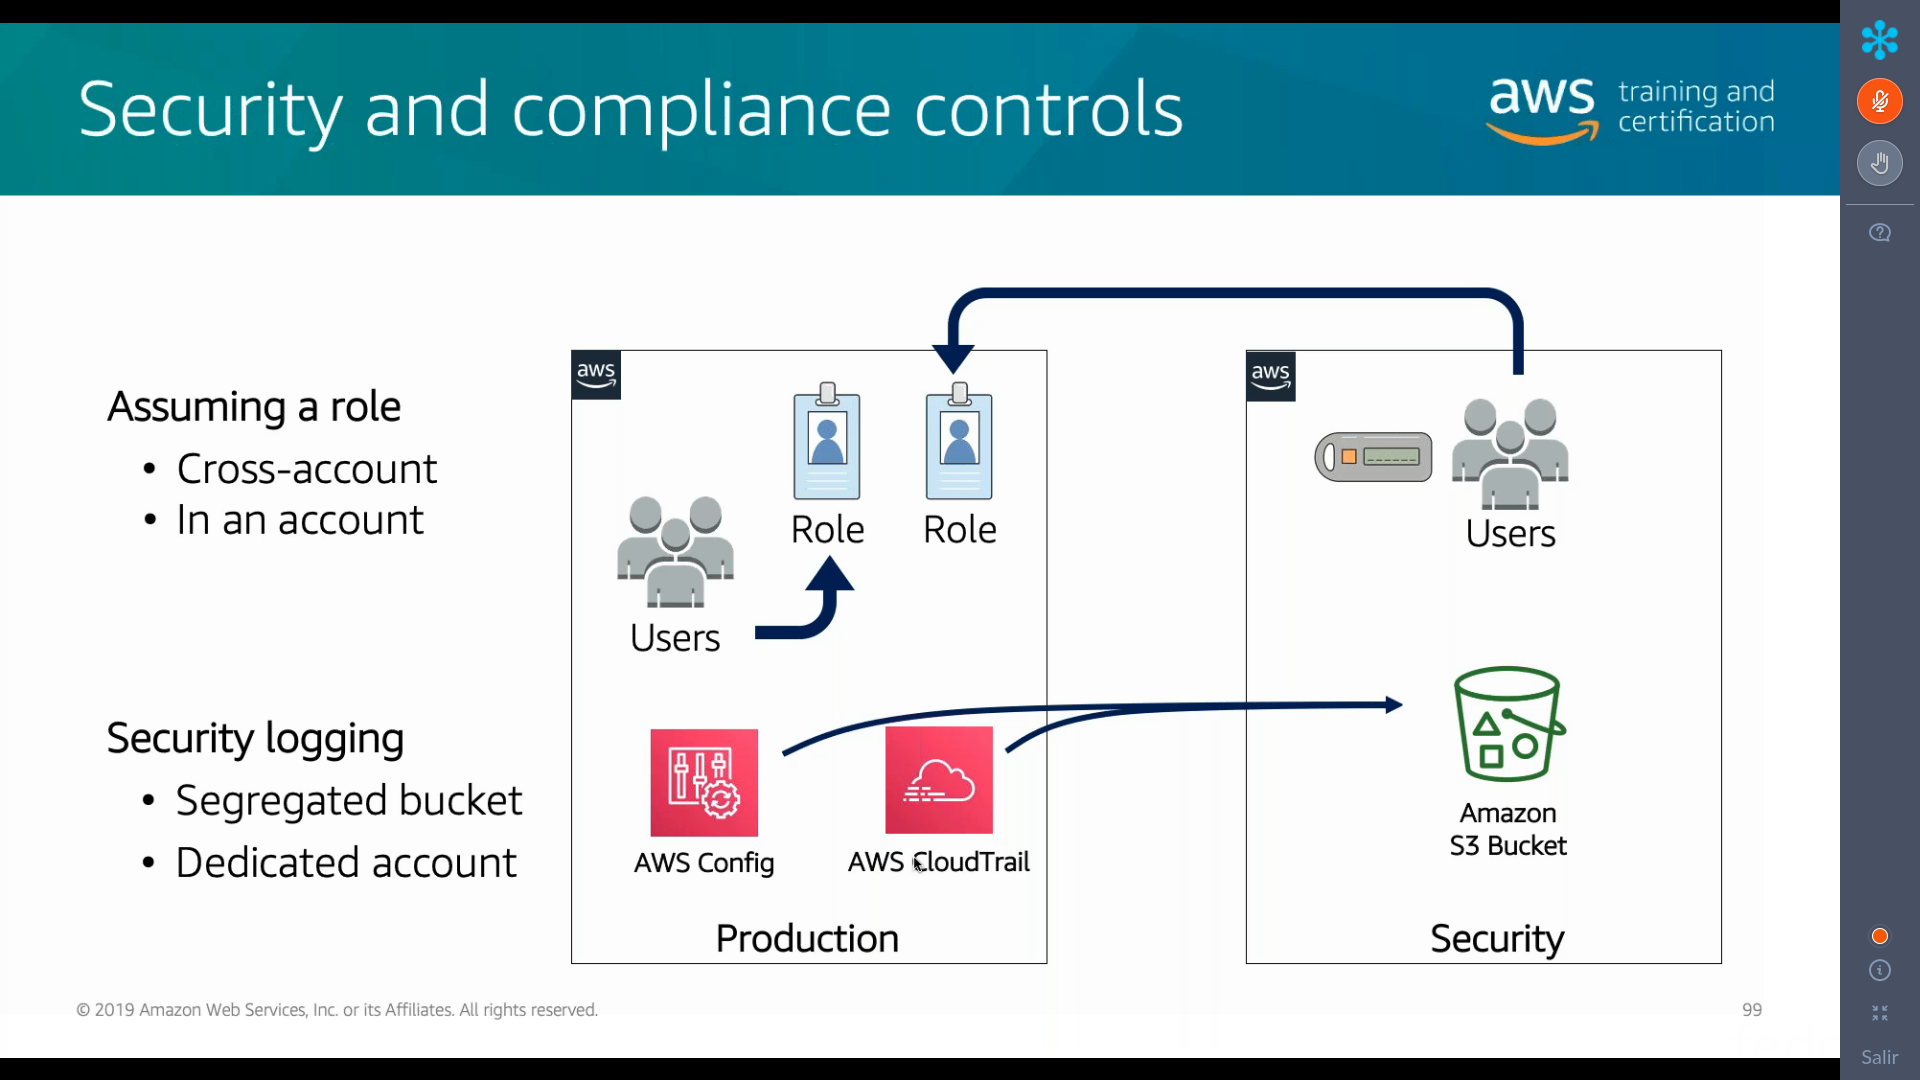 Security and compliance controls
aws training and
certification
Assuming a role
• Cross-account
• In an account
Security logging
• Segregated bucket
• Dedicated account
aws
Role
Role
Users
AWS Config
AWS CloudTrail
Production
aws
Users
Amazon
S3 Bucket
Security
© 2019 Amazon Web Services, Inc. or its Affiliates. All rights reserved.
99
Salir